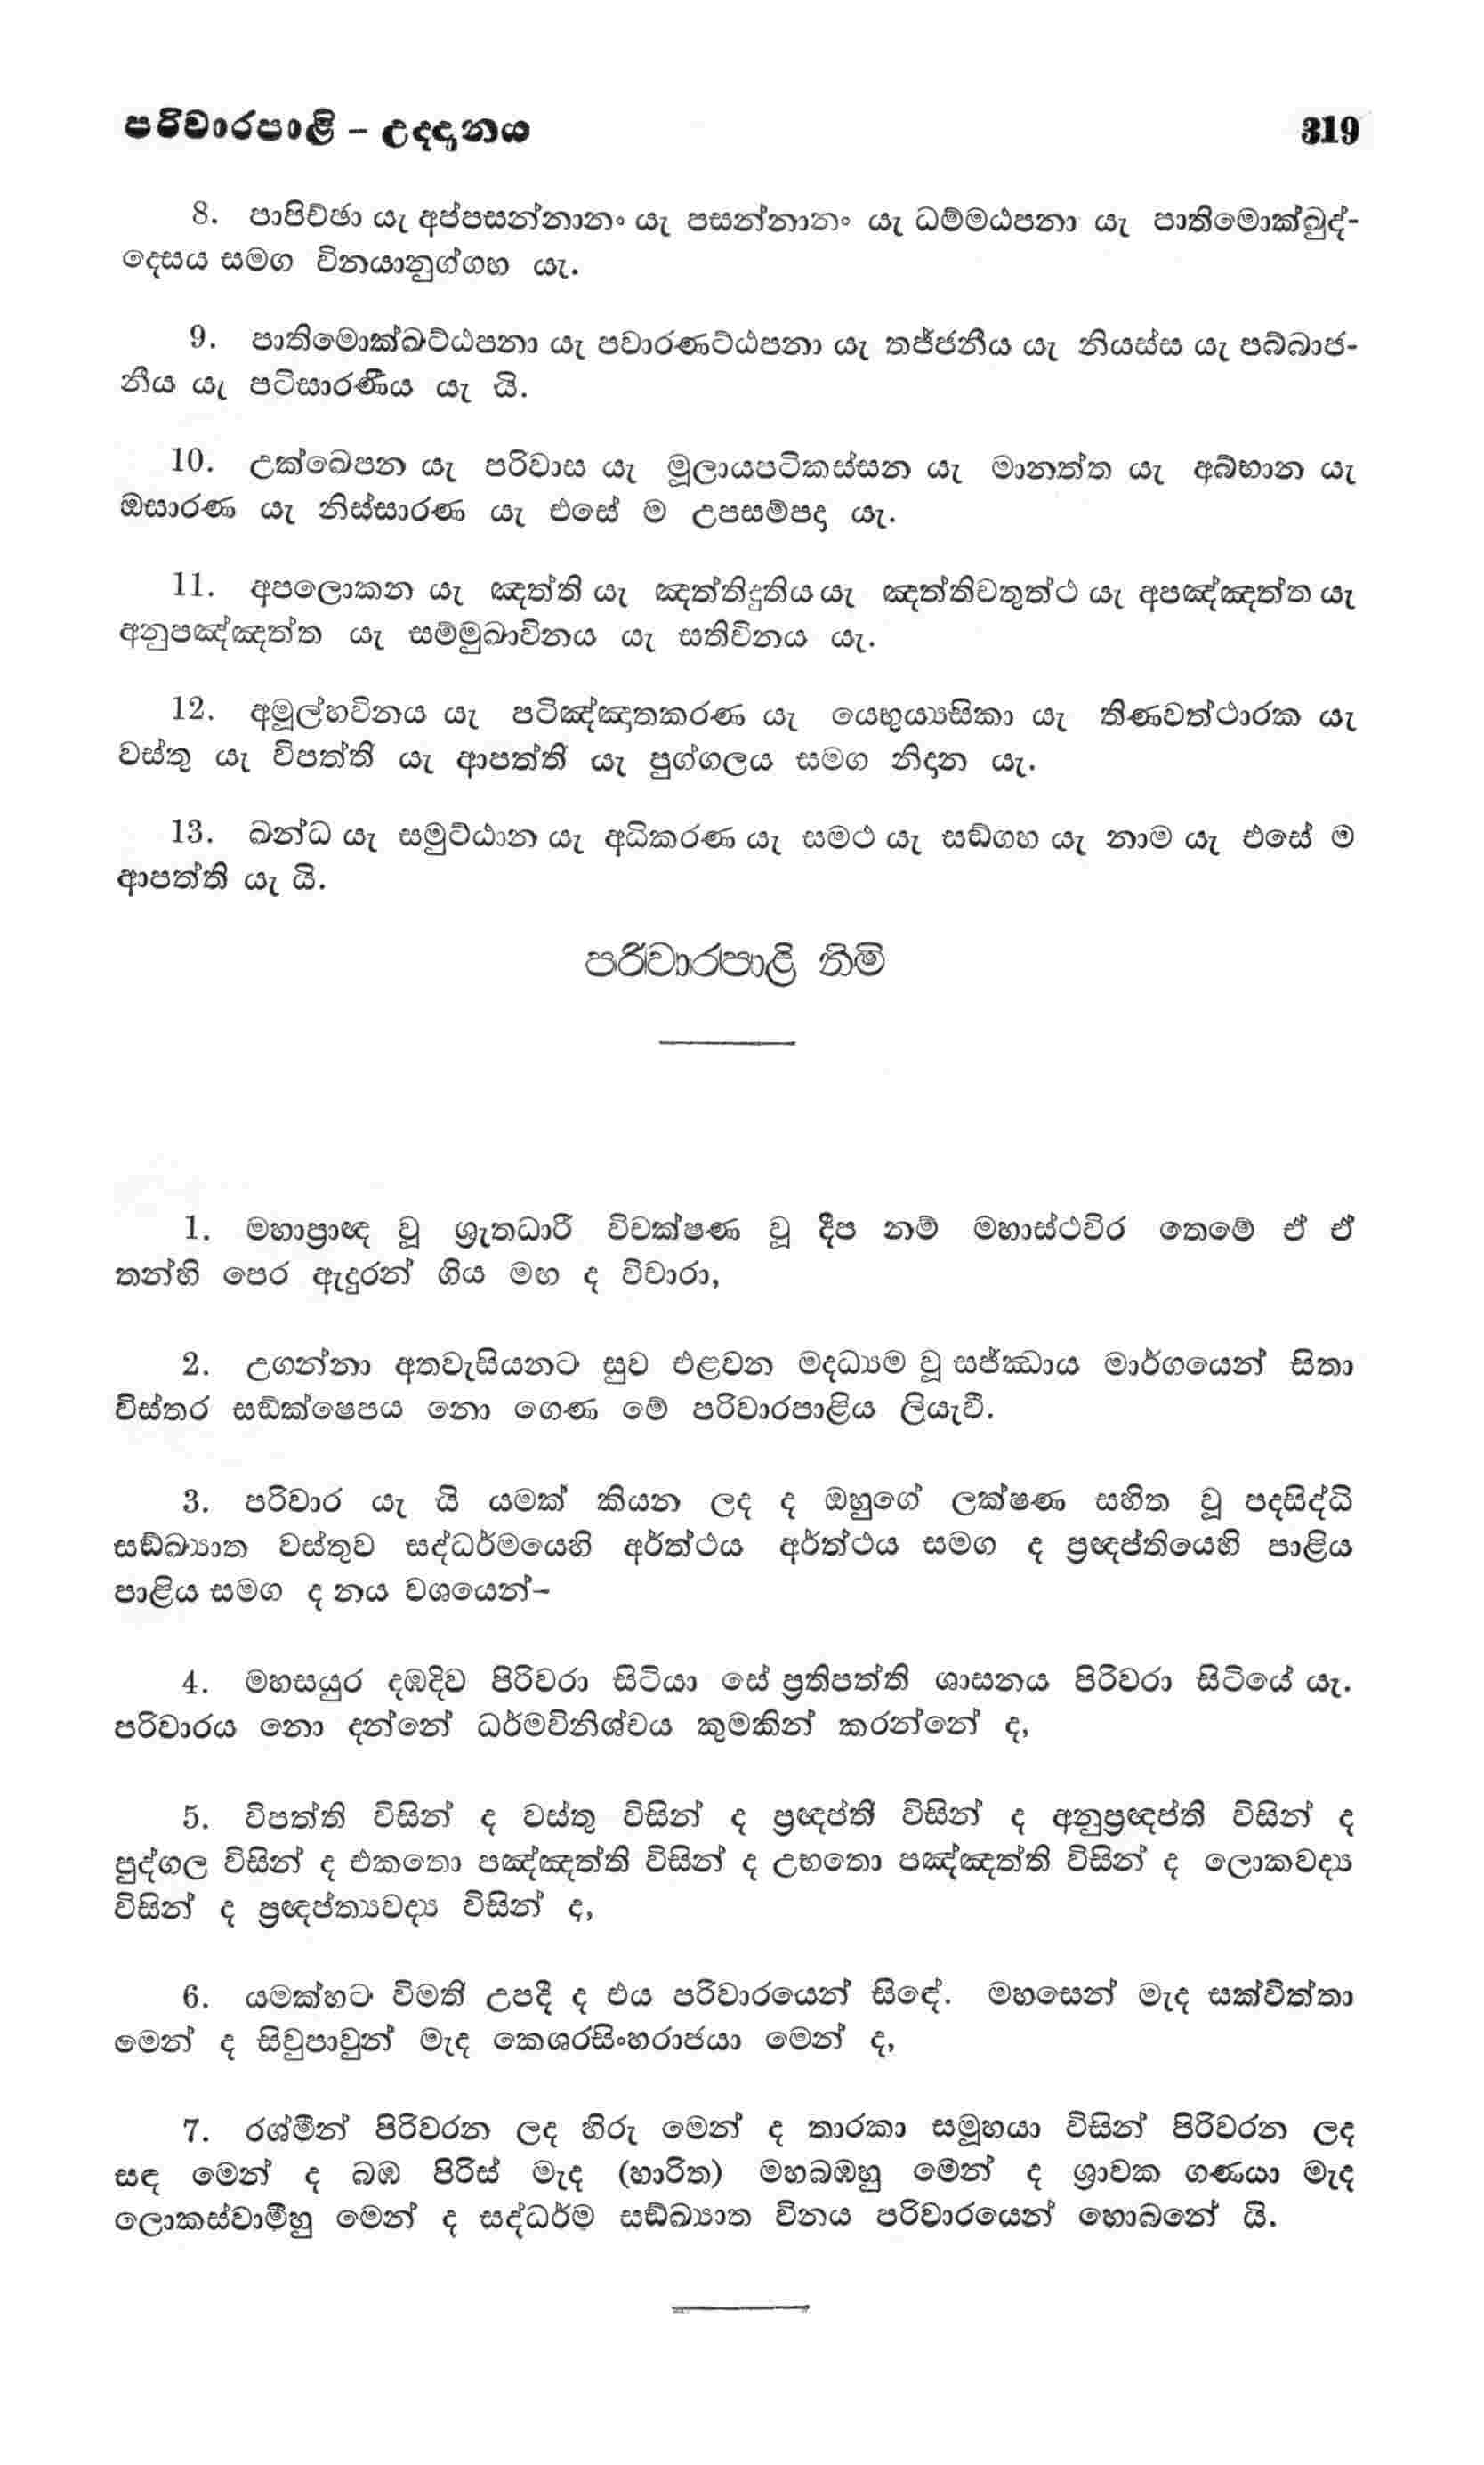 පරිවාරපාළි – උද්දානය 319
8. පාපිච්ඡා යැ අප්පසන්නානං යැ පසන්නානං යැ ධම්මඨපනා යැ පාතිමොක්ඛුද්-
දෙසය සමග විනයානුග්ගහ යැ.
9. පාතිමොක්ඛට්ඨපනා යැ පවාරණට්ඨපනා යැ තජ්ජනීය යැ නියස්ස යැ පබ්බාජ-
නීය යැ පටිසාරණීය යැ යි.
10. උක්ඛෙපන යැ පරිවාස යැ මූලායපටිකස්සන යැ මානත්ත යැ අබ්භාන යැ
ඔසාරණ යැ නිස්සාරණ යැ එසේ ම උපසම්පදා යැ.
11. අපලොකන යැ ඤත්ති යැ ඤත්තිදුතිය යැ ඤත්තිචතුත්ථ යැ අපඤ්ඤත්ත යැ
අනුපඤ්ඤත්ත යැ සම්මුඛාවිනය යැ සතිවිනය යැ.
12. අමූල්හවිනය යැ පටිඤ්ඤාතකරණ යැ යෙභුය්‍යසිකා යැ තිණවත්ථාරක යැ
වස්තු යැ විපත්ති යැ ආපත්ති යැ පුග්ගලය සමග නිදාන යැ.
13. ඛන්ධ යැ සමුට්ඨාන යැ අධිකරණ යැ සමථ යැ සඞ්ගහ යැ නාම යැ එසේ ම
ආපත්ති යැ යි.
පරිවාරපාළි නිමි
1. මහාප්‍රාඥ වූ ශ්‍රැතධාරී විචක්ෂණ වූ දීප නම් මහාස්ථවිර තෙමේ ඒ ඒ
තන්හි පෙර ඇදුරන් ගිය මඟ ද විචාරා,
2. උගන්නා අතවැසියනට සුව එළවන මද්‍ධ්‍යම වූ සජ්ඣාය මාර්ගයෙන් සිතා
විස්තර සඞ්ක්ෂෙපය නො ගෙණ මේ පරිවාරපාළිය ලියැවී.
3. පරිවාර යැ යි යමක් කියන ලද ද ඔහුගේ ලක්ෂණ සහිත වූ පදසිද්ධි
සඞ්ඛ්‍යාත වස්තුව සද්ධර්මයෙහි අර්ත්ථය අර්ත්ථය සමග ද ප්‍රඥප්තියෙහි පාළිය
පාළිය සමග ද නය වශයෙන්–
4. මහසයුර දඹදිව පිරිවරා සිටියා සේ ප්‍රතිපත්ති ශාසනය පිරිවරා සිටියේ යැ.
පරිවාරය නො දන්නේ ධර්මවිනිශ්චය කුමකින් කරන්නේ ද,
5. විපත්ති විසින් ද වස්තු විසින් ද ප්‍රඥප්ති විසින් ද අනුප්‍රඥප්ති විසින් ද
පුද්ගල විසින් ද එකතො පඤ්ඤත්ති විසින් ද උභතො පඤ්ඤත්ති විසින් ද ලොකවද්‍ය
විසින් ද ප්‍රඥප්ත්‍යවද්‍ය විසින් ද,
6. යමක්හට විමති උපදී ද එය පරිවාරයෙන් සිඳේ. මහසෙන් මැද සක්විත්තා
මෙන් ද සිවුපාවුන් මැද කෙශරසිංහරාජයා මෙන් ද,
7. රශ්මීන් පිරිවරන ලද හිරු මෙන් ද තාරකා සමූහයා විසින් පිරිවරන ලද
සඳ මෙන් ද බඹ පිරිස් මැද (හාරිත) මහබඹහු මෙන් ද ශ්‍රාවක ගණයා මැද
ලොකස්වාමීහු මෙන් ද සද්ධර්ම සඞ්ඛ්‍යාත විනය පරිවාරයෙන් හොබනේ යි.